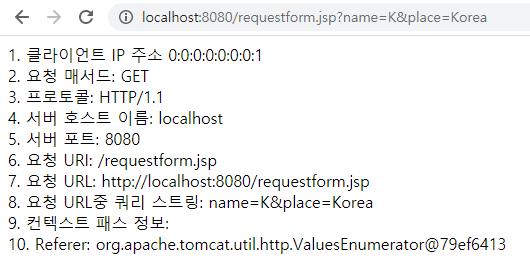 localhost:8080/requestform.jsp?name=K&place=Korea
1. 클라이언트 IP 주소 0:0:0:0:0:0:0:1
2. 요청 매서드: GET
3. 프로토콜: HTTP/1.1
4. 서버 호스트 이름: localhost
5. 서버 포트: 8080
6. 요청 URI: /requestform.jsp
7. 요청 URL: http://localhost:8080/requestform.jsp
8. 요청 URL중 쿼리 스트링: name=K&place=Korea
9. 컨텍스트 패스 정보:
10. Referer: org.apache.tomcat.util.http.ValuesEnumerator@79ef6413